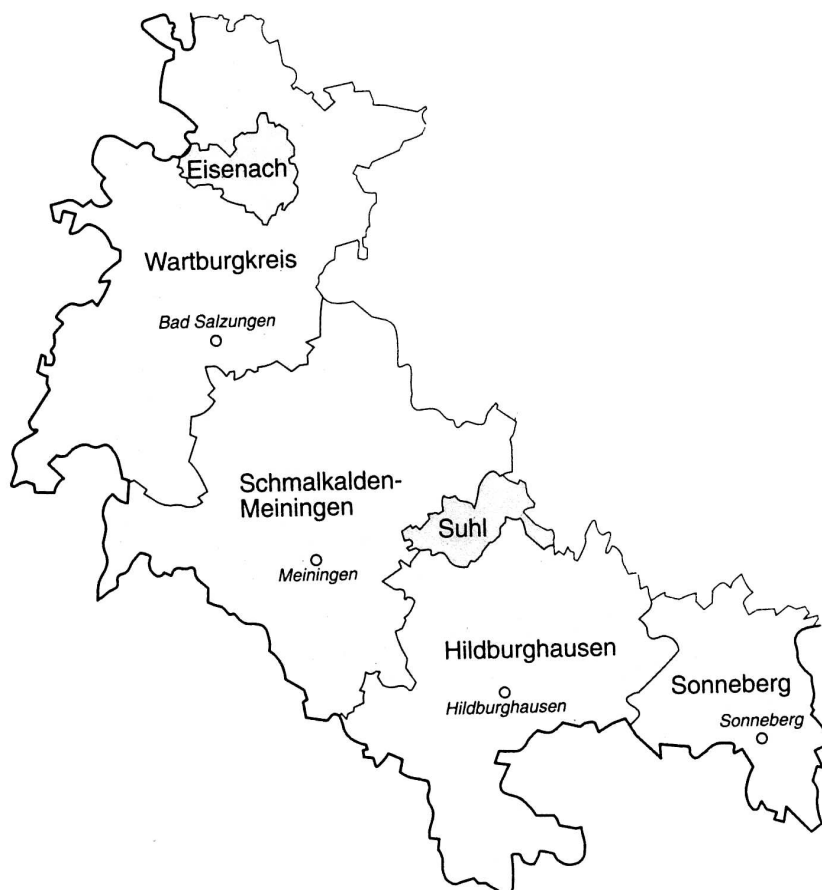 Eisenach
Wartburgkreis
Bad Salzungen
Schmalkalden-
Meiningen
Suhl
Meiningen
Hildburghausen
Sonneberg
Hildburghausen
Sonneberg